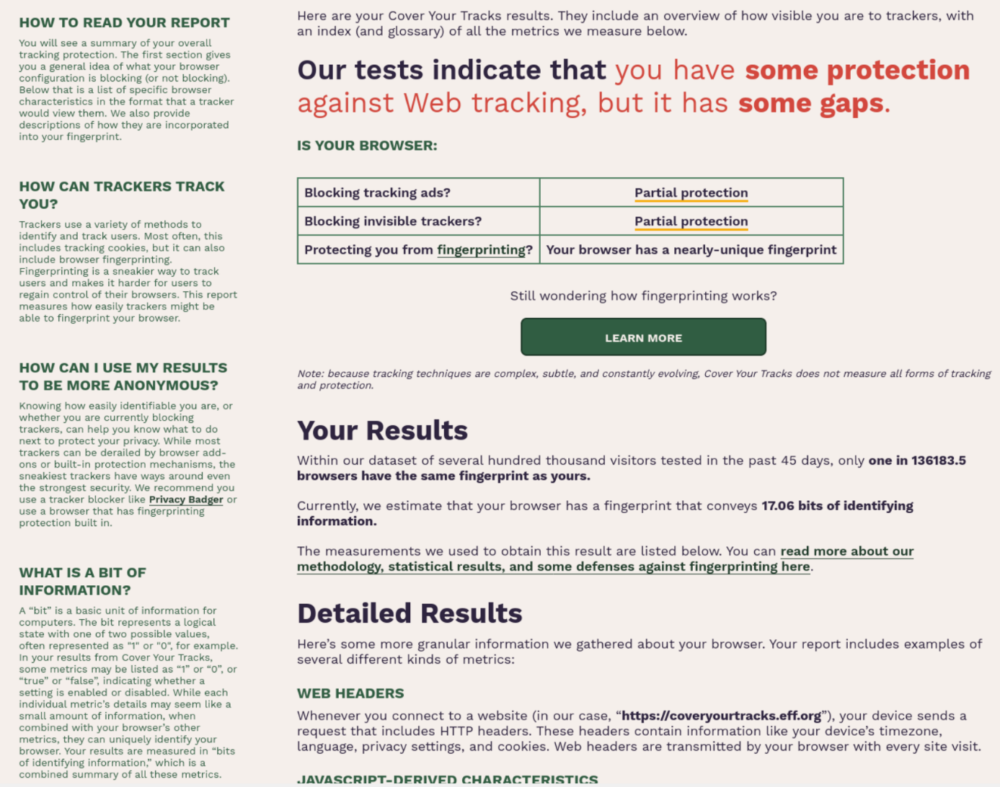 HOW TO READ YOUR REPORT
You will see a summary of your overall
tracking protection. The first section gives
you a general idea of what your browser
configuration is blocking (or not blocking).
Below that is a list of specific browser
characteristics in the format that a tracker
would view them. We also provide
descriptions of how they are incorporated
into your fingerprint.
HOW CAN TRACKERS TRACK
YOU?
Trackers use a variety of methods to
identify and track users. Most often, this
includes tracking cookies, but it can also
include browser fingerprinting.
Fingerprinting is a sneakier way to track
users and makes it harder for users to
regain control of their browsers. This report
measures how easily trackers might be
able to fingerprint your browser.
HOW CAN I USE MY RESULTS
TO BE MORE ANONYMOUS?
Knowing how easily identifiable you are, or
whether you are currently blocking
trackers, can help you know what to do
next to protect your privacy. While most
trackers can be derailed by browser add-
ons or built-in protection mechanisms, the
sneakiest trackers have ways around even
the strongest security. We recommend you
use a tracker blocker like Privacy Badger or
use a browser that has fingerprinting
protection built in.
WHAT IS A BIT OF
INFORMATION?
A “bit” is a basic unit of information for
computers. The bit represents a logical
state with one of two possible values,
often represented as "1" or "0", for example.
In your results from Cover Your Tracks,
some metrics may be listed as “1” or “0”, or
“true” or “false”, indicating whether a
setting is enabled or disabled. While each
individual metric’s details may seem like a
small amount of information, when
combined with your browser’s other
metrics, they can uniquely identify your
browser. Your results are measured in “bits
of identifying information,” which is a
combined summary of all these metrics.
Here are your Cover Your Tracks results. They include an overview of how visible you are to trackers, with
an index (and glossary) of all the metrics we measure below.
Our tests indicate that you have some protection
against Web tracking, but it has some gaps.
IS YOUR BROWSER:
Blocking tracking ads? Partial protection
Blocking invisible trackers? Partial protection
Protecting you from fingerprinting? Your browser has a nearly-unique fingerprint
Still wondering how fingerprinting works?
LEARN MORE
Note: because tracking techniques are complex, subtle, and constantly evolving, Cover Your Tracks does not measure all forms of tracking
and protection.
Your Results
Within our dataset of several hundred thousand visitors tested in the past 45 days, only one in 136183.5
browsers have the same fingerprint as yours.
Currently, we estimate that your browser has a fingerprint that conveys 17.06 bits of identifying
information.
The measurements we used to obtain this result are listed below. You can read more about our
methodology, statistical results, and some defenses against fingerprinting here.
Detailed Results
Here’s some more granular information we gathered about your browser. Your report includes examples of
several different kinds of metrics:
WEB HEADERS
Whenever you connect to a website (in our case, “https://coveryourtracks.eff.org”), your device sends a
request that includes HTTP headers. These headers contain information like your device’s timezone,
language, privacy settings, and cookies. Web headers are transmitted by your browser with every site visit.
JAVASCRIPT-DERIVED CHARACTERISTICS